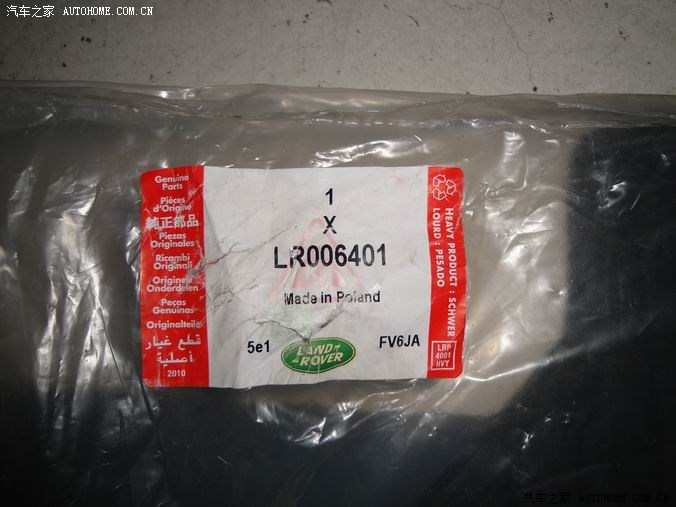 汽车之家 AUTOHOME.COM.CN
Genuine
Parts
Pièces
d'Origine
純正部品
Piezas
Originales
Ricambi
Originali
Originele
Onderdelen
Peças
Genuinas
Originalteile
قطع غيار
أصلية
2010
1
X
LR006401
Made in Poland
5e1
LAND
ROVER
FV6JA
HEAVY PRODUCT : SCHWER
LOURD : PESADO
LRP
4001
HVY
汽车之家 AUTOHOME.COM.CN